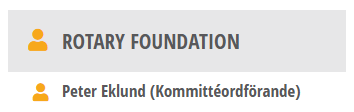 ROTARY FOUNDATION
Peter Eklund (Kommittéordförande)